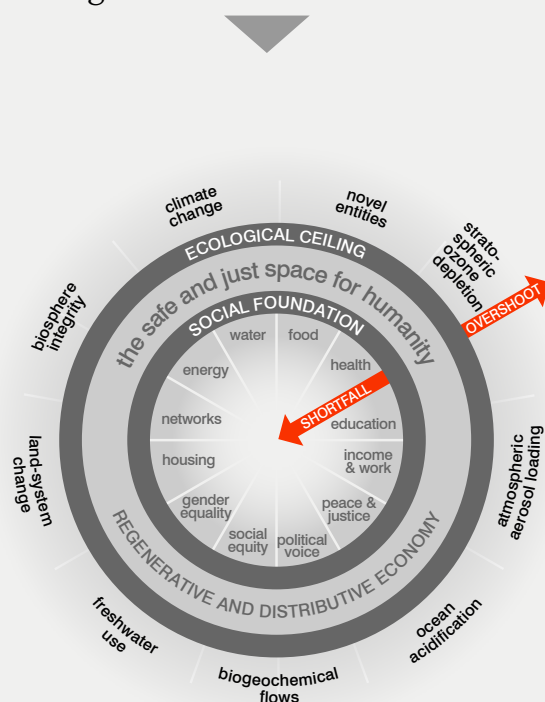 climate
change
novel
entities
strato-
spheric
ozone
depletion
OVERSHOOT
biosphere
integrity
ECOLOGICAL CEILING
the safe and just space for humanity
SOCIAL FOUNDATION
water
food
energy
health
SHORTFALL
networks
education
housing
income
& work
gender
equality
peace &
justice
social
equity
political
voice
REGENERATIVE AND DISTRIBUTIVE ECONOMY
land-system
change
atmospheric
aerosol loading
freshwater
use
ocean
acidification
biogeochemical
flows